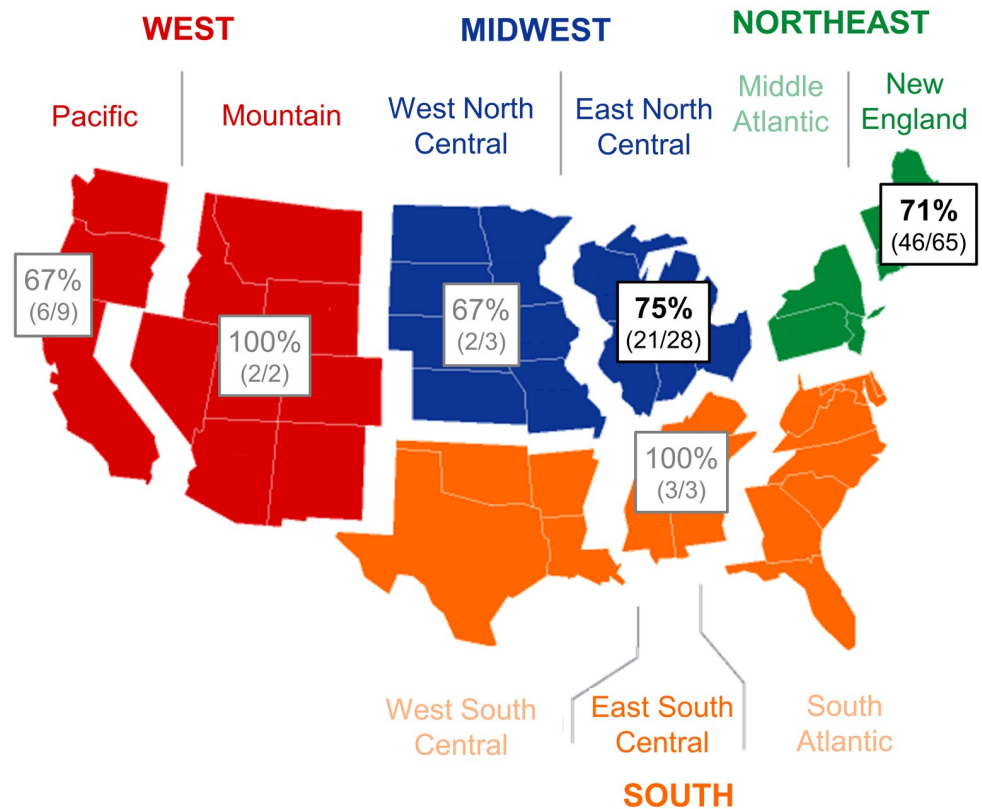 WEST
MIDWEST
NORTHEAST
Pacific
Mountain
West North
Central
East North
Central
Middle
Atlantic
New
England
67%
(6/9)
100%
(2/2)
67%
(2/3)
75%
(21/28)
71%
(46/65)
100%
(3/3)
West South
Central
East South
Central
South
Atlantic
SOUTH